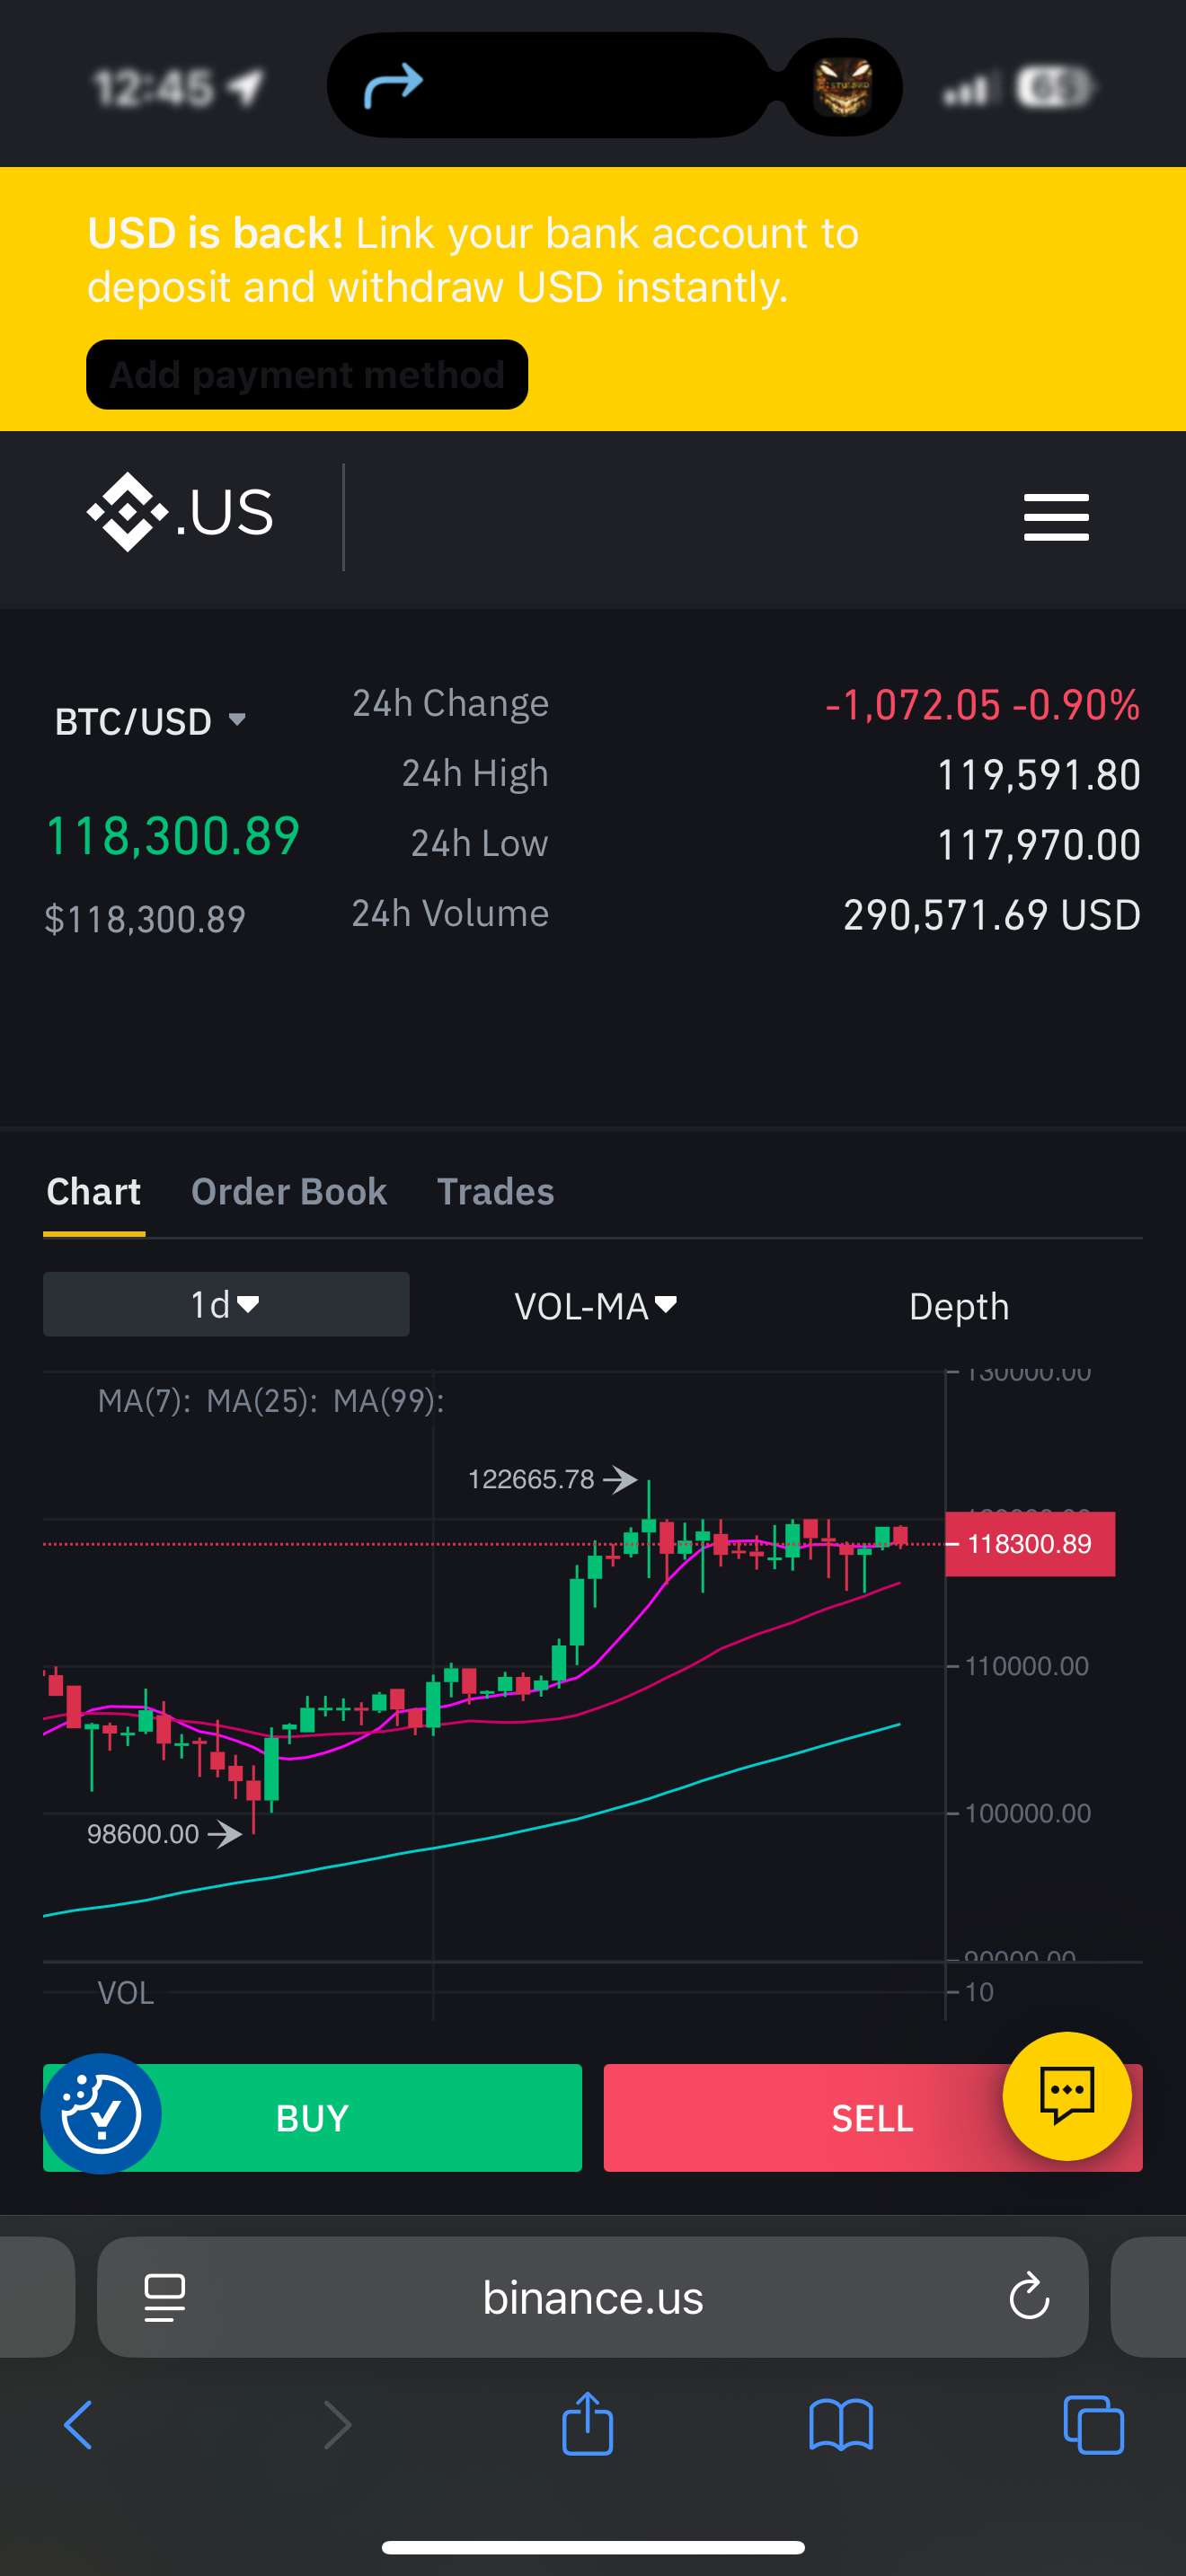 12:45
USD is back! Link your bank account to
deposit and withdraw USD instantly.
Add payment method
.US
BTC/USD
118,300.89
$118,300.89
24h Change -1,072.05 -0.90%
24h High 119,591.80
24h Low 117,970.00
24h Volume 290,571.69 USD
Chart Order Book Trades
1d VOL-MA Depth
130000.00
MA(7): MA(25): MA(99):
122665.78
118300.89
110000.00
100000.00
98600.00
90000.00
VOL
10
BUY SELL
binance.us